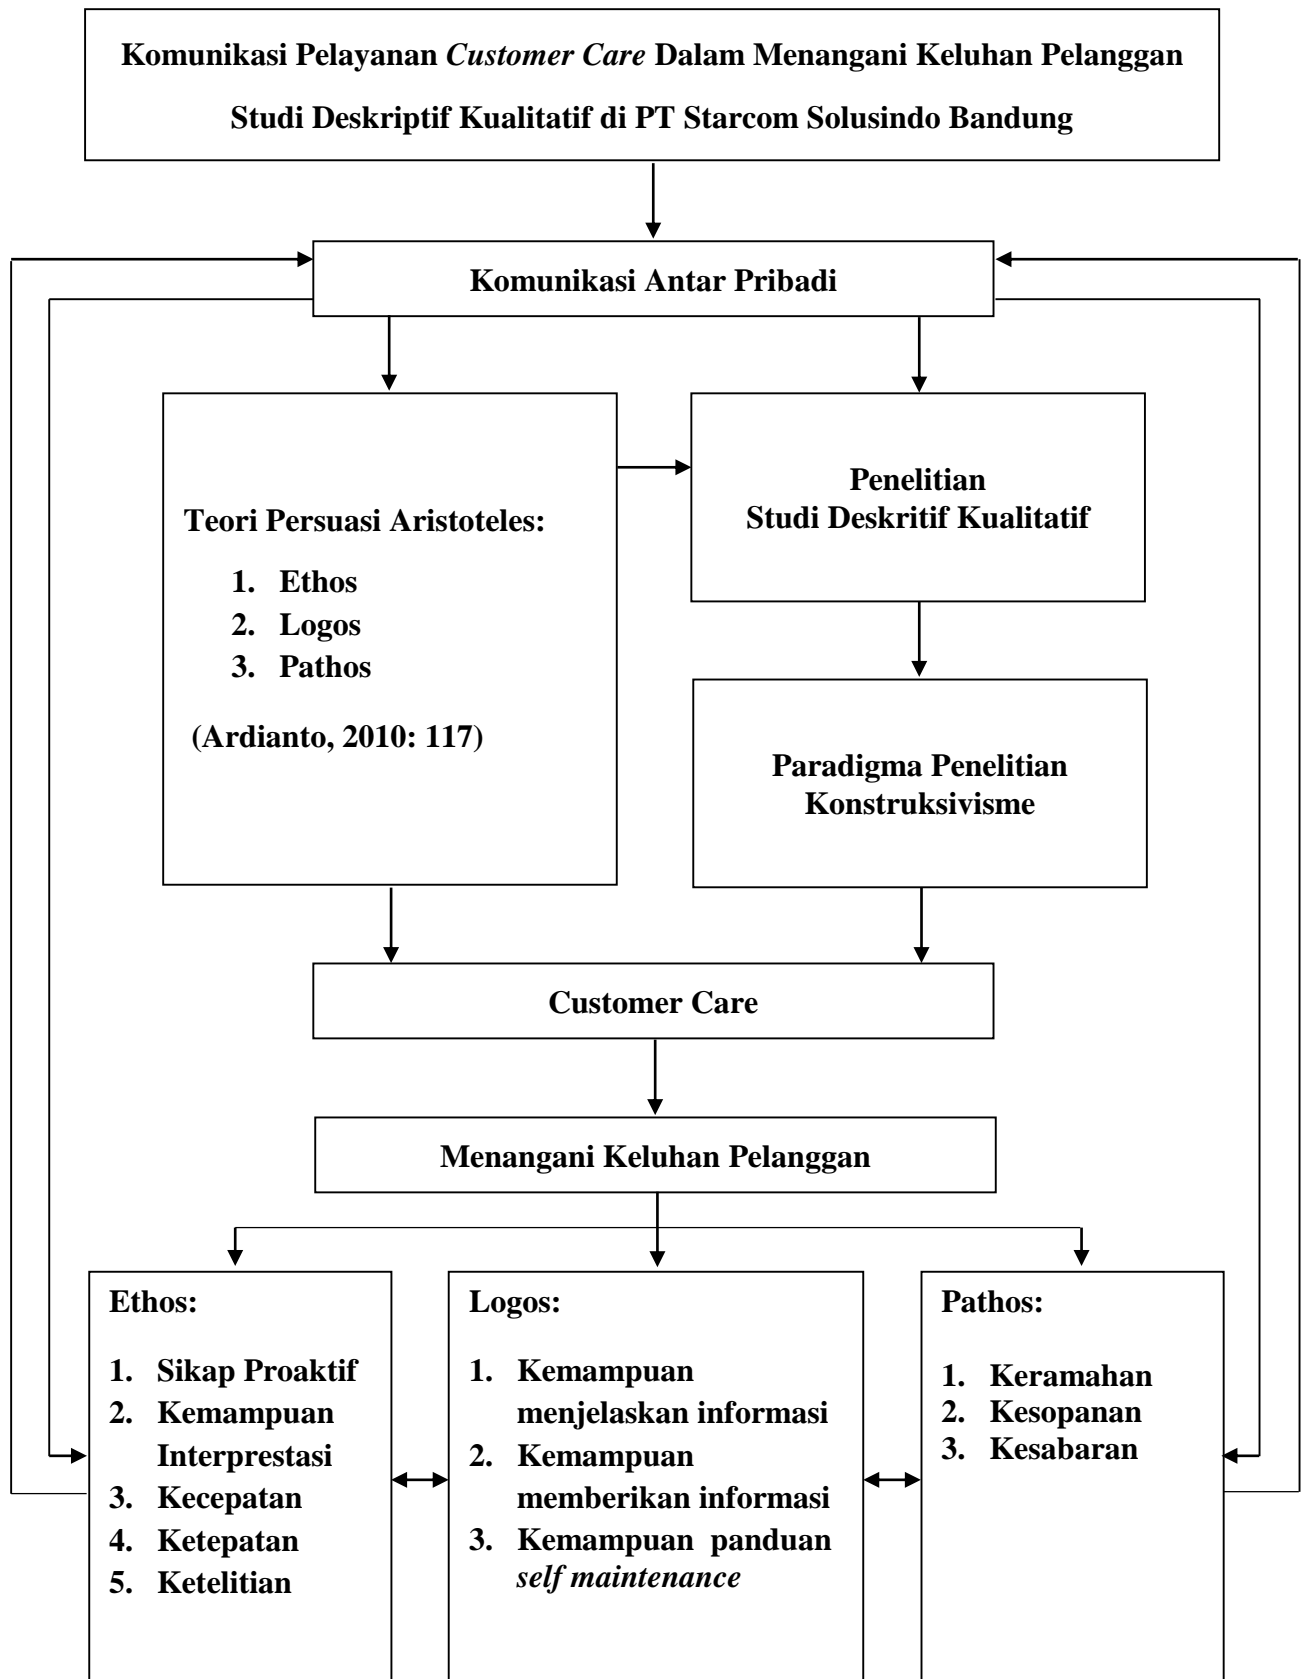 Komunikasi Pelayanan Customer Care Dalam Menangani Keluhan Pelanggan
Studi Deskriptif Kualitatif di PT Starcom Solusindo Bandung
Komunikasi Antar Pribadi
Teori Persuasi Aristoteles:
1. Ethos
2. Logos
3. Pathos
(Ardianto, 2010: 117)
Penelitian
Studi Deskritif Kualitatif
Paradigma Penelitian
Konstruksivisme
Customer Care
Menangani Keluhan Pelanggan
Ethos:
1. Sikap Proaktif
2. Kemampuan
Interprestasi
3. Kecepatan
4. Ketepatan
5. Ketelitian
Logos:
1. Kemampuan
menjelaskan informasi
2. Kemampuan
memberikan informasi
3. Kemampuan panduan
self maintenance
Pathos:
1. Keramahan
2. Kesopanan
3. Kesabaran